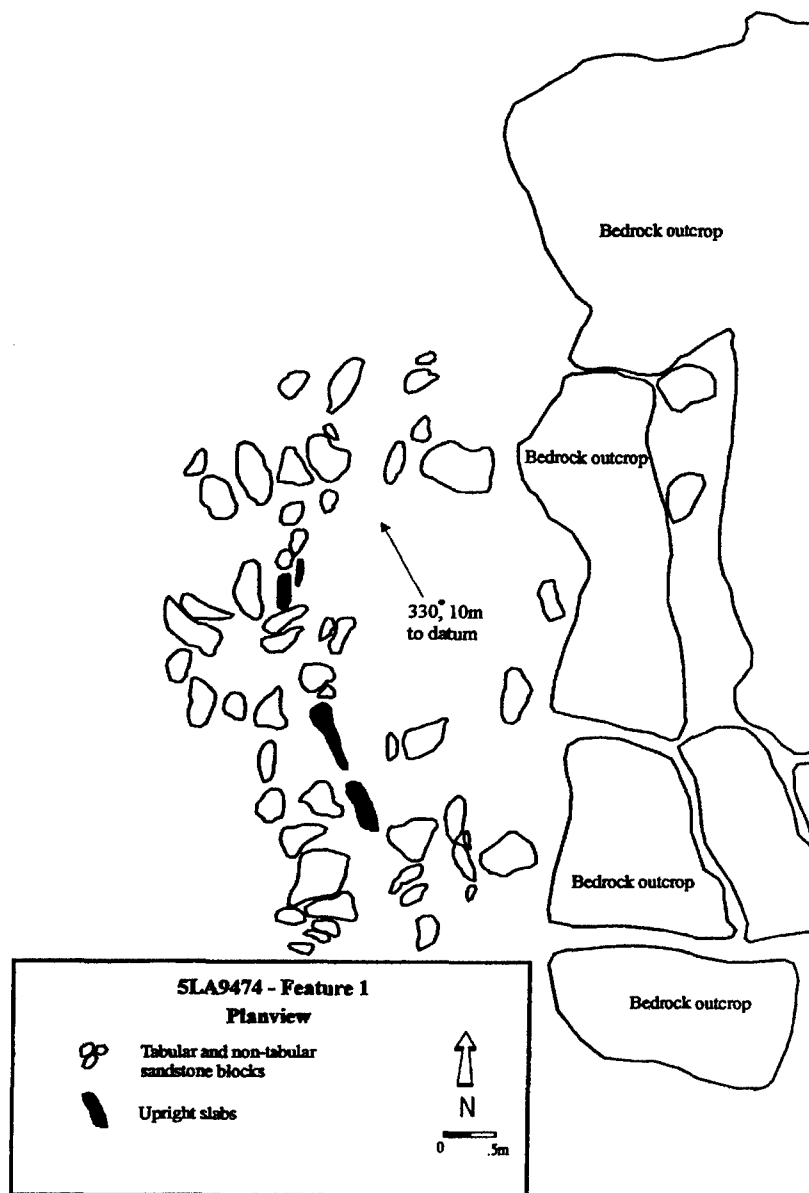 Bedrock outcrop
Bedrock outcrop
330°, 10m
to datum
Bedrock outcrop
Bedrock outcrop
5LA9474 - Feature 1
Planview
Tabular and non-tabular
sandstone blocks
Upright slabs
N
0 .5m